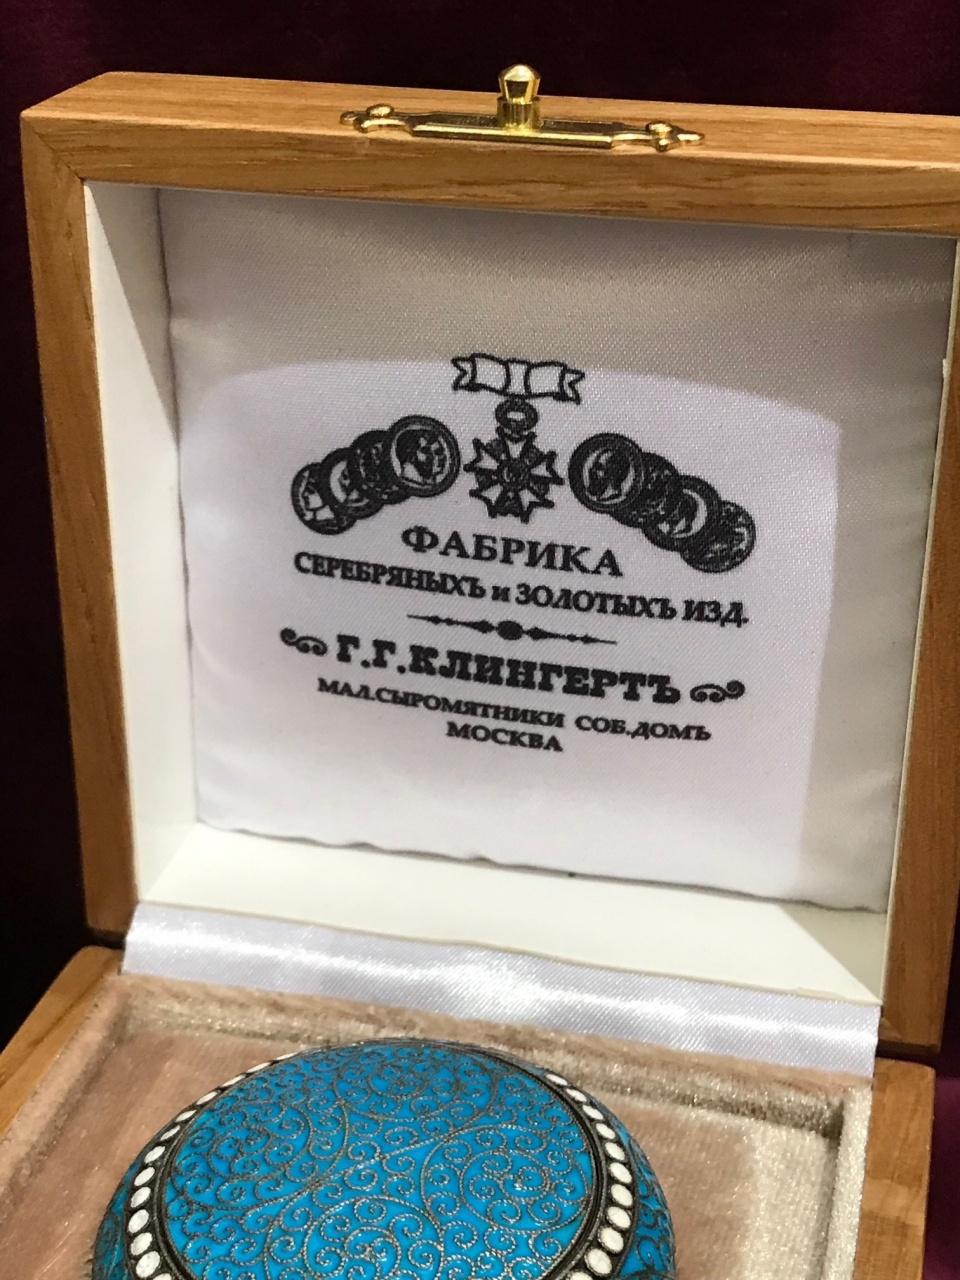 ФАБРИКА
СЕРЕБРЯНЫХЪ и ЗОЛОТЫХЪ ИЗД.
Г.Г.КЛИНГЕРТЪ
МАЛ.СЫРОМЯТНИКИ СОБ.ДОМЪ
МОСКВА